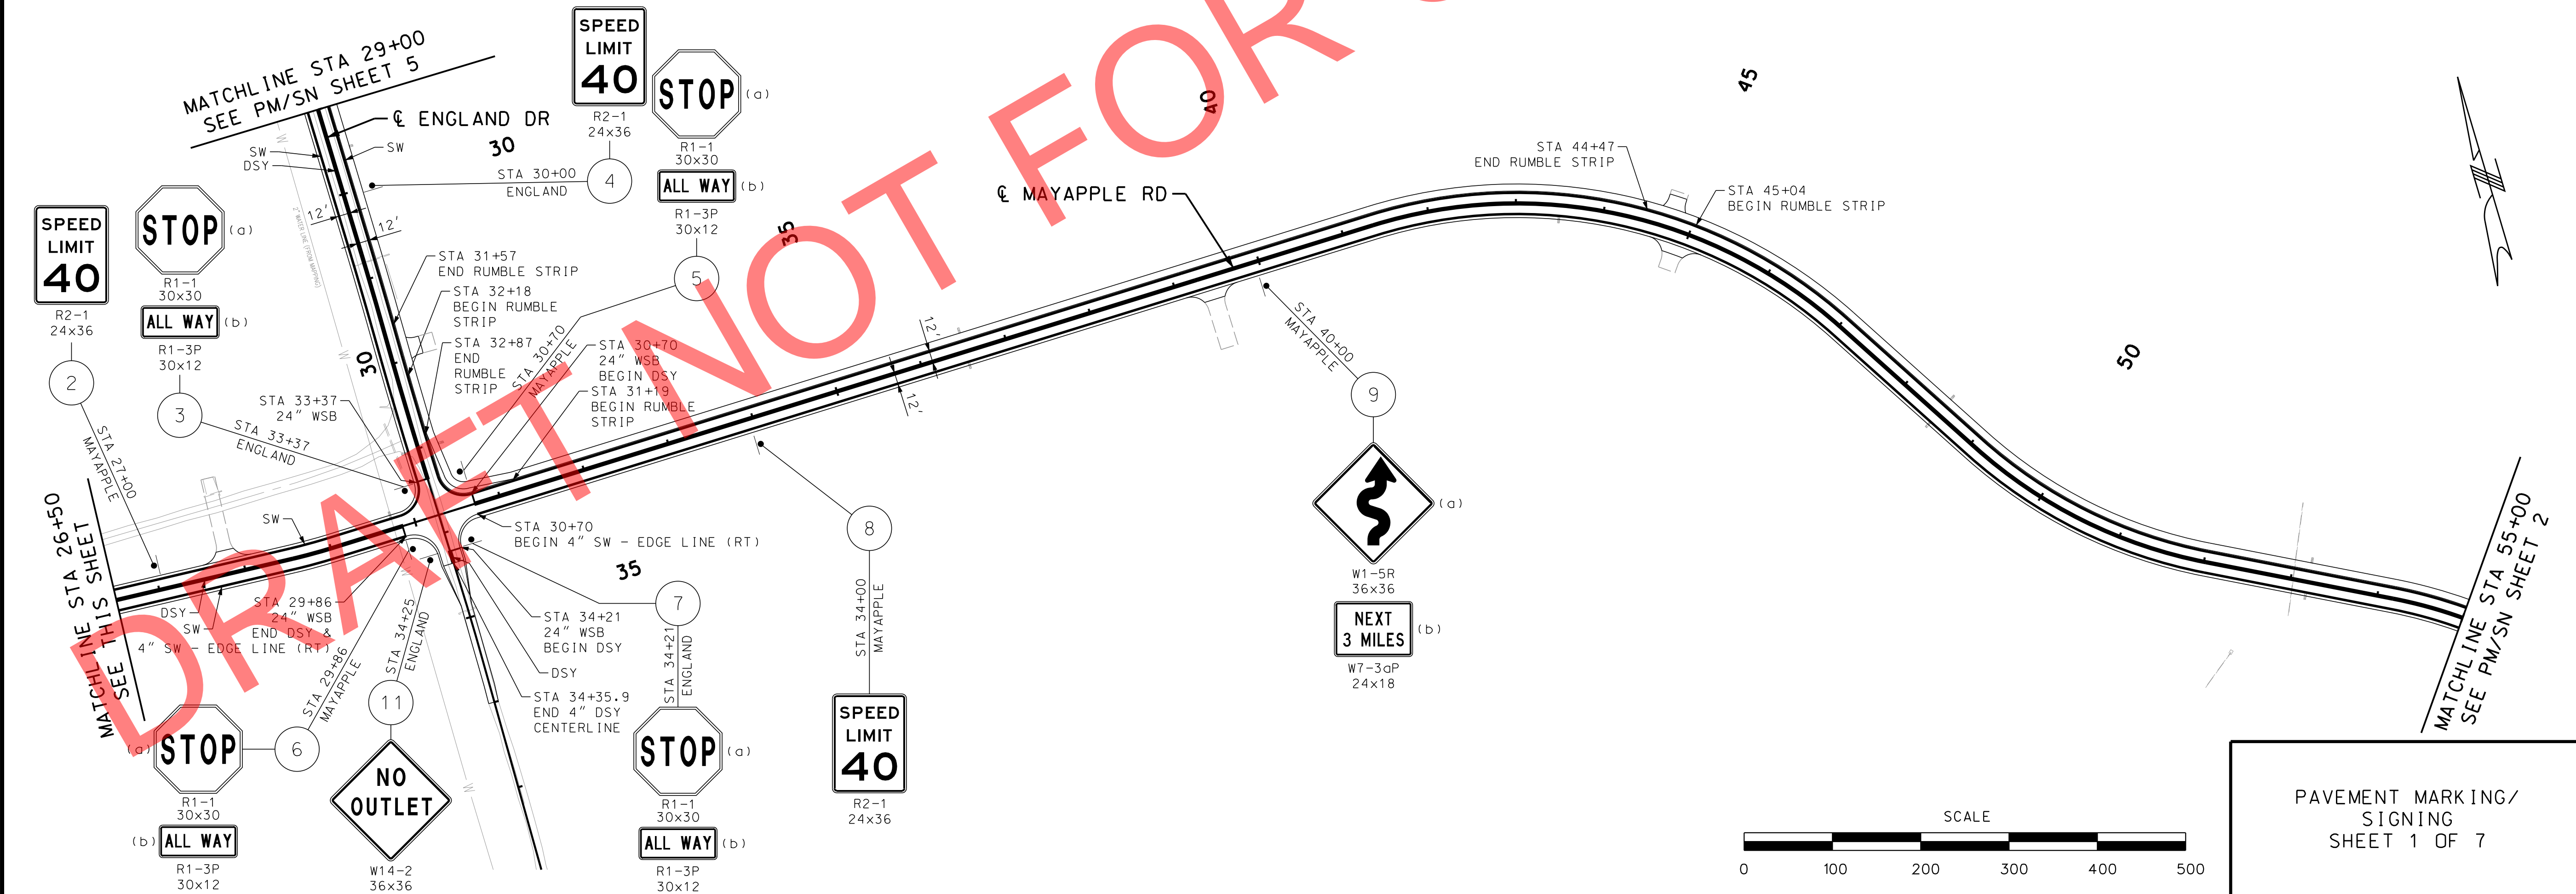 MATCHLINE STA 29+00
SEE PM/SN SHEET 5
℄ ENGLAND DR
SW
DSY
SW
30
12'
12'
W
2" WATER LINE (FROM MAPPING)
W
SPEED
LIMIT
40
R2-1
24x36
4
STA 30+00
ENGLAND
STOP (a)
R1-1
30x30
ALL WAY (b)
R1-3P
30x12
5
STA 30+70
MAYAPPLE
SPEED
LIMIT
40
R2-1
24x36
2
STA 27+00
MAYAPPLE
STOP (a)
R1-1
30x30
ALL WAY (b)
R1-3P
30x12
3
STA 33+37
ENGLAND
STA 33+37
24" WSB
30
STA 31+57
END RUMBLE STRIP
STA 32+18
BEGIN RUMBLE
STRIP
STA 32+87
END
RUMBLE
STRIP
STA 30+70
24" WSB
BEGIN DSY
STA 31+19
BEGIN RUMBLE
STRIP
35
12'
12'
40
℄ MAYAPPLE RD
45
STA 44+47
END RUMBLE STRIP
STA 45+04
BEGIN RUMBLE STRIP
50
STA 40+00
MAYAPPLE
9
(a)
W1-5R
36x36
NEXT
3 MILES (b)
W7-3aP
24x18
MATCHLINE STA 26+50
SEE THIS SHEET
SW
DSY
SW
STA 29+86
24" WSB
END DSY &
4" SW - EDGE LINE (RT)
STA 29+86
MAYAPPLE
6
(a) STOP
R1-1
30x30
(b) ALL WAY
R1-3P
30x12
STA 34+25
ENGLAND
11
NO
OUTLET
W14-2
36x36
W
W
STA 30+70
BEGIN 4" SW - EDGE LINE (RT)
35
7
STA 34+21
ENGLAND
STA 34+21
24" WSB
BEGIN DSY
DSY
STA 34+35.9
END 4" DSY
CENTERLINE
STOP (a)
R1-1
30x30
ALL WAY (b)
R1-3P
30x12
8
STA 34+00
MAYAPPLE
SPEED
LIMIT
40
R2-1
24x36
MATCHLINE STA 55+00
SEE PM/SN SHEET 2
SCALE
0 100 200 300 400 500
PAVEMENT MARKING/
SIGNING
SHEET 1 OF 7
DRAFT NOT FOR